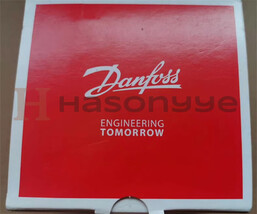 Danfoss
Hasonyye
ENGINEERING
TOMORROW